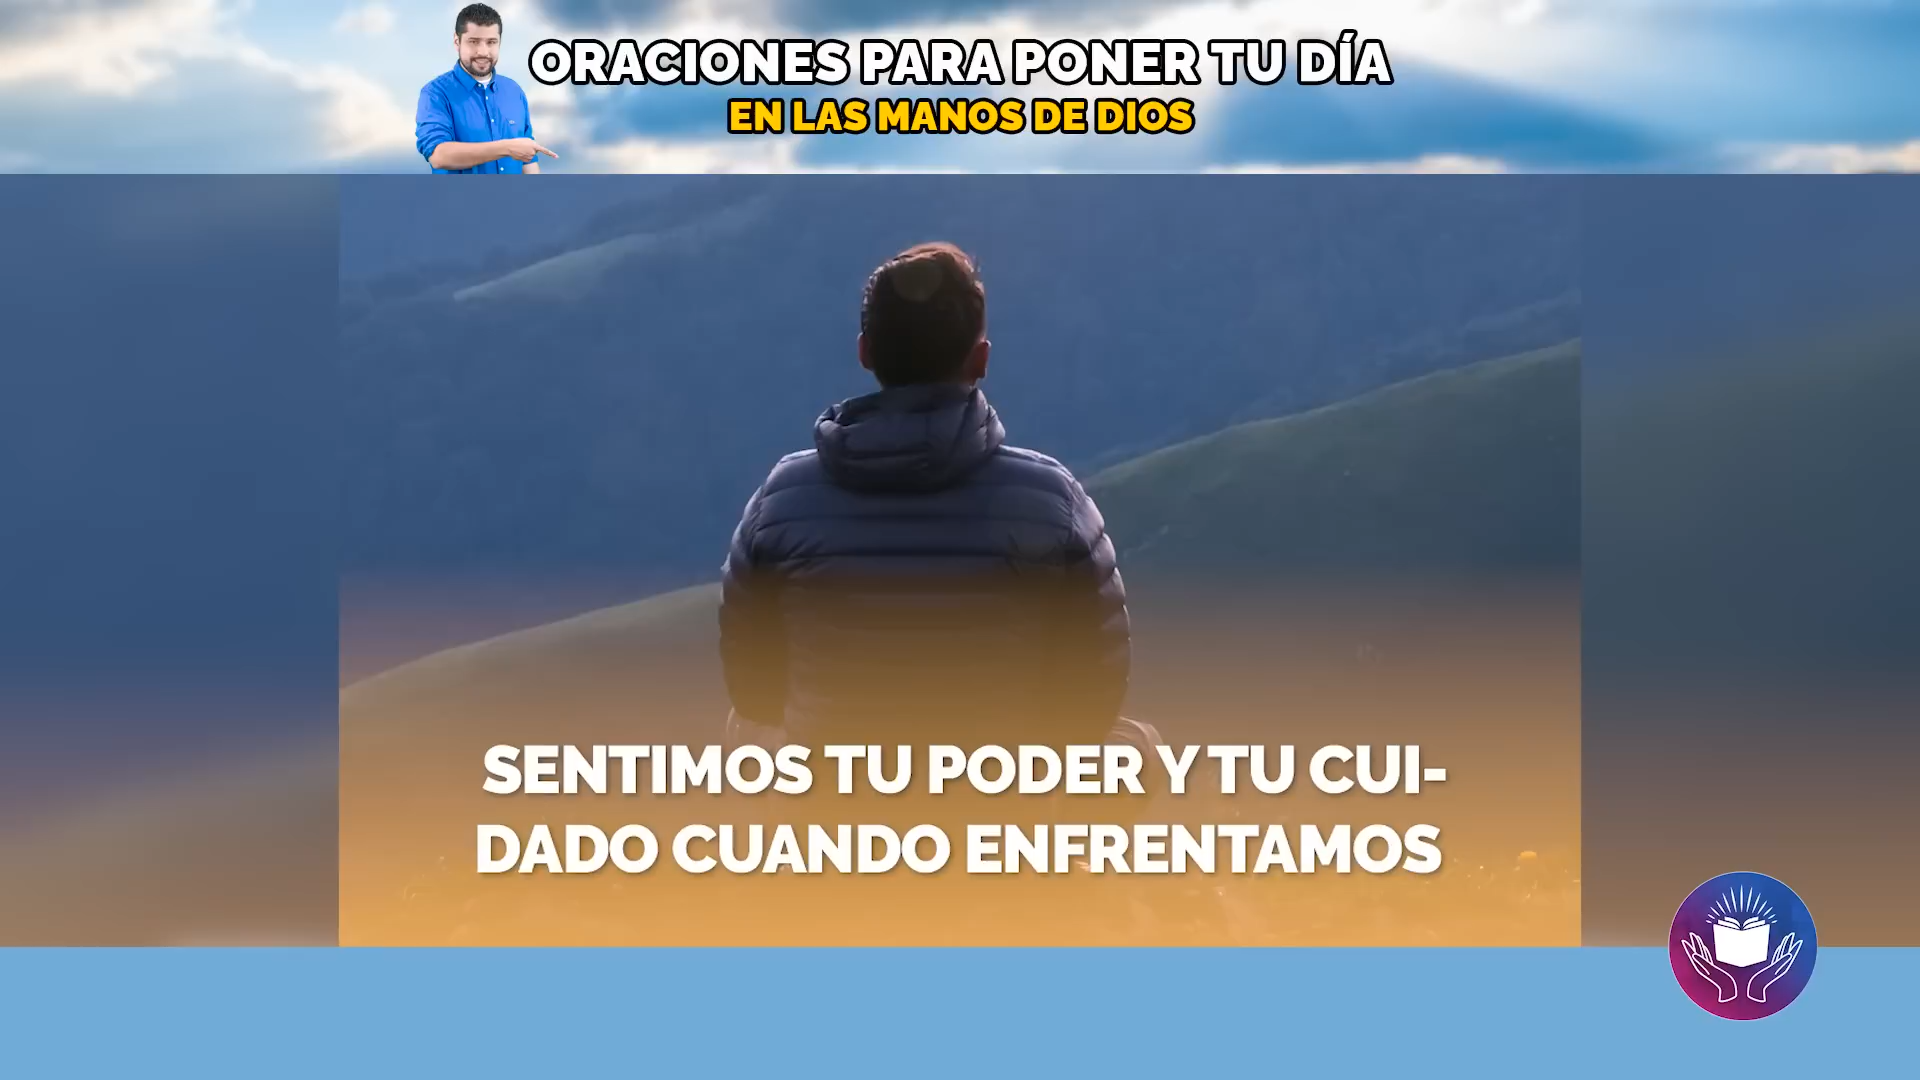 ORACIONES PARA PONER TU DÍA
EN LAS MANOS DE DIOS
SENTIMOS TU PODER Y TU CUI-
DADO CUANDO ENFRENTAMOS